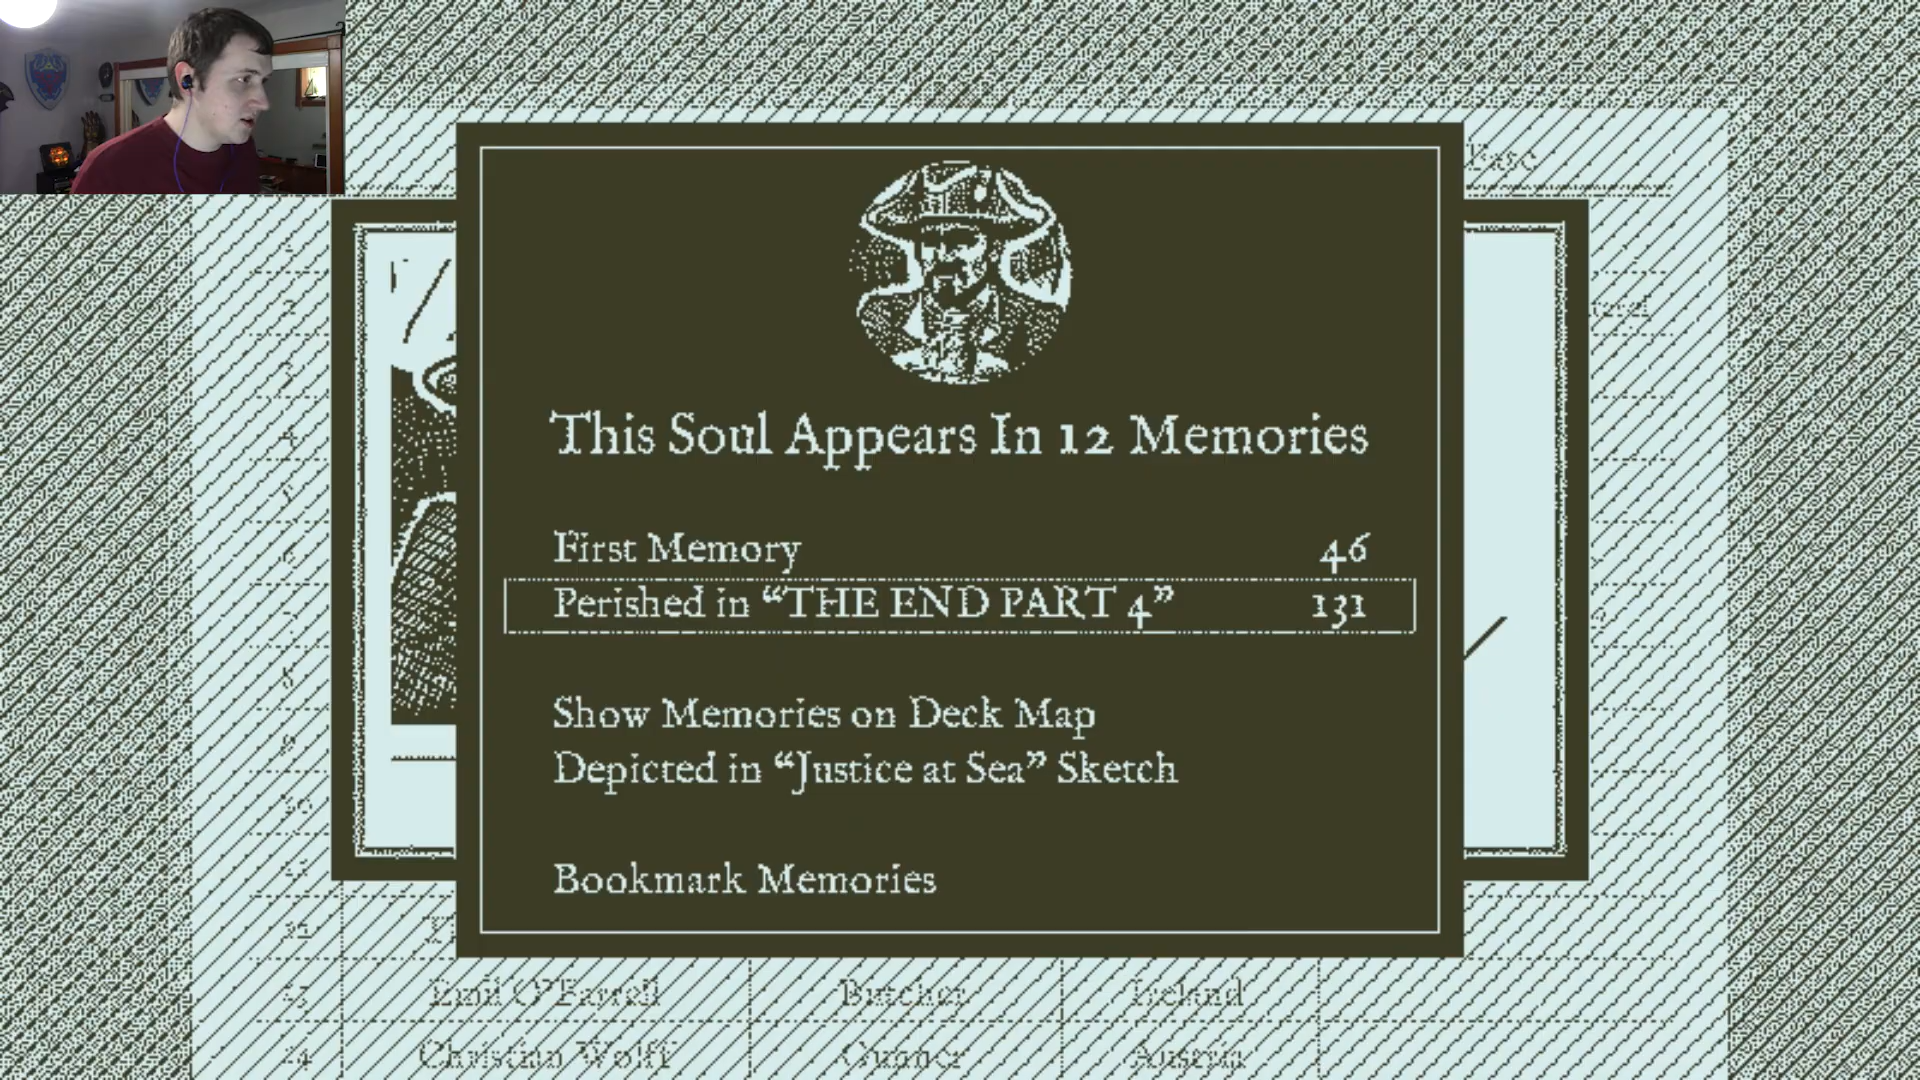 Base
This Soul Appears In 12 Memories
First Memory 46
Perished in “THE END PART 4” 131
Show Memories on Deck Map
Depicted in “Justice at Sea” Sketch
Bookmark Memories
Emil O'Farrell Butcher Ireland
Christian Wolff Gunner Austria